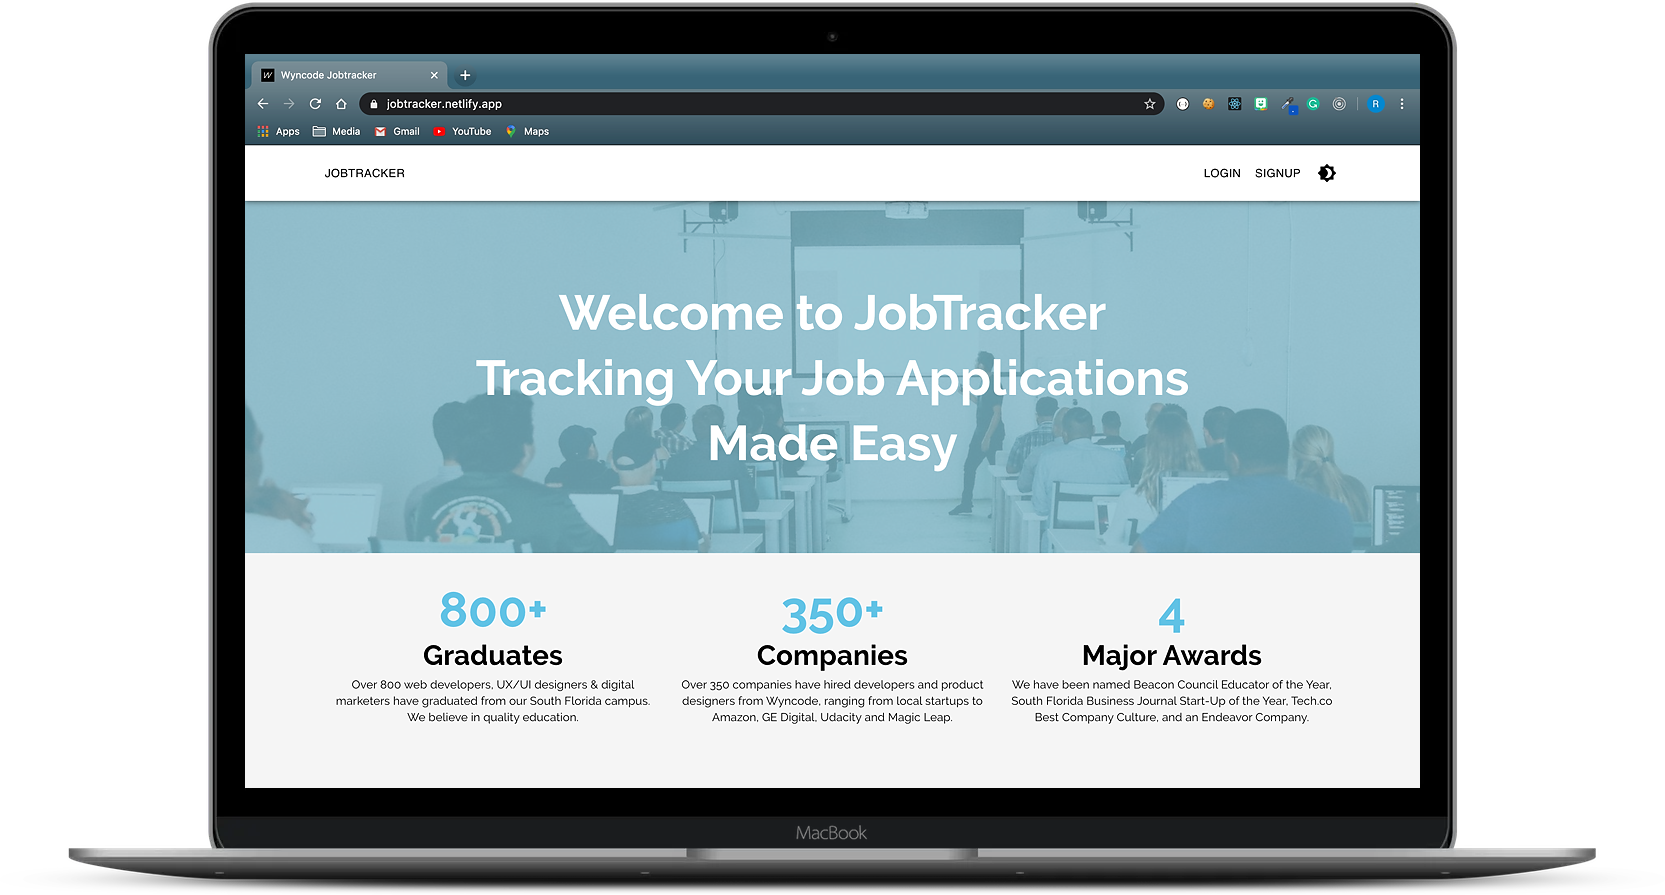 Wyncode Jobtracker
jobtracker.netlify.app
R
Apps Media Gmail YouTube Maps
JOBTRACKER LOGIN SIGNUP
Welcome to JobTracker
Tracking Your Job Applications
Made Easy
800+ 350+ 4
Graduates Companies Major Awards
Over 800 web developers, UX/UI designers & digital
marketers have graduated from our South Florida campus.
We believe in quality education.
Over 350 companies have hired developers and product
designers from Wyncode, ranging from local startups to
Amazon, GE Digital, Udacity and Magic Leap.
We have been named Beacon Council Educator of the Year,
South Florida Business Journal Start-Up of the Year, Tech.co
Best Company Culture, and an Endeavor Company.
MacBook